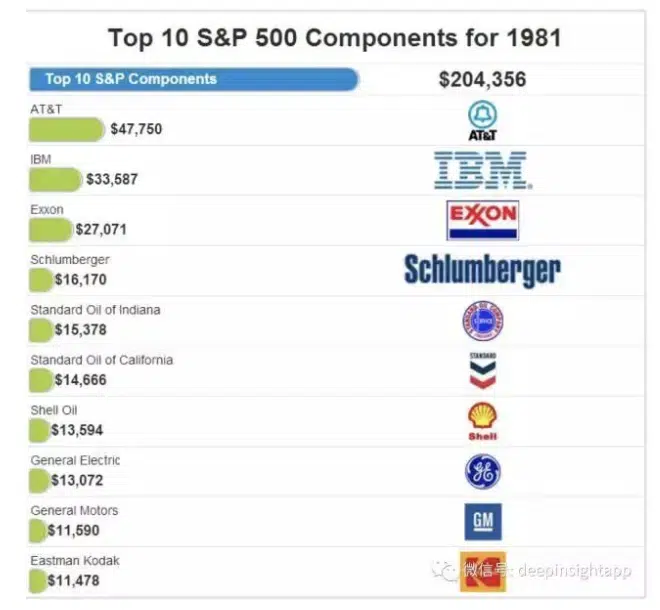 Top 10 S&P 500 Components for 1981
Top 10 S&P Components $204,356
AT&T
$47,750
AT&T
IBM
$33,587
IBM
Exxon
$27,071
EXXON
Schlumberger
$16,170
Schlumberger
Standard Oil of Indiana
$15,378
Standard Oil of California
$14,666
STANDARD
Shell Oil
$13,594
Shell
General Electric
$13,072
GE
General Motors
$11,590
GM
Eastman Kodak
$11,478
微信号: deepinsightapp